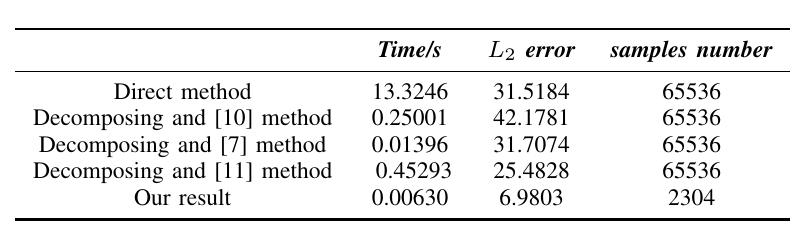 Time/s L2 error samples number
Direct method 13.3246 31.5184 65536
Decomposing and [10] method 0.25001 42.1781 65536
Decomposing and [7] method 0.01396 31.7074 65536
Decomposing and [11] method 0.45293 25.4828 65536
Our result 0.00630 6.9803 2304